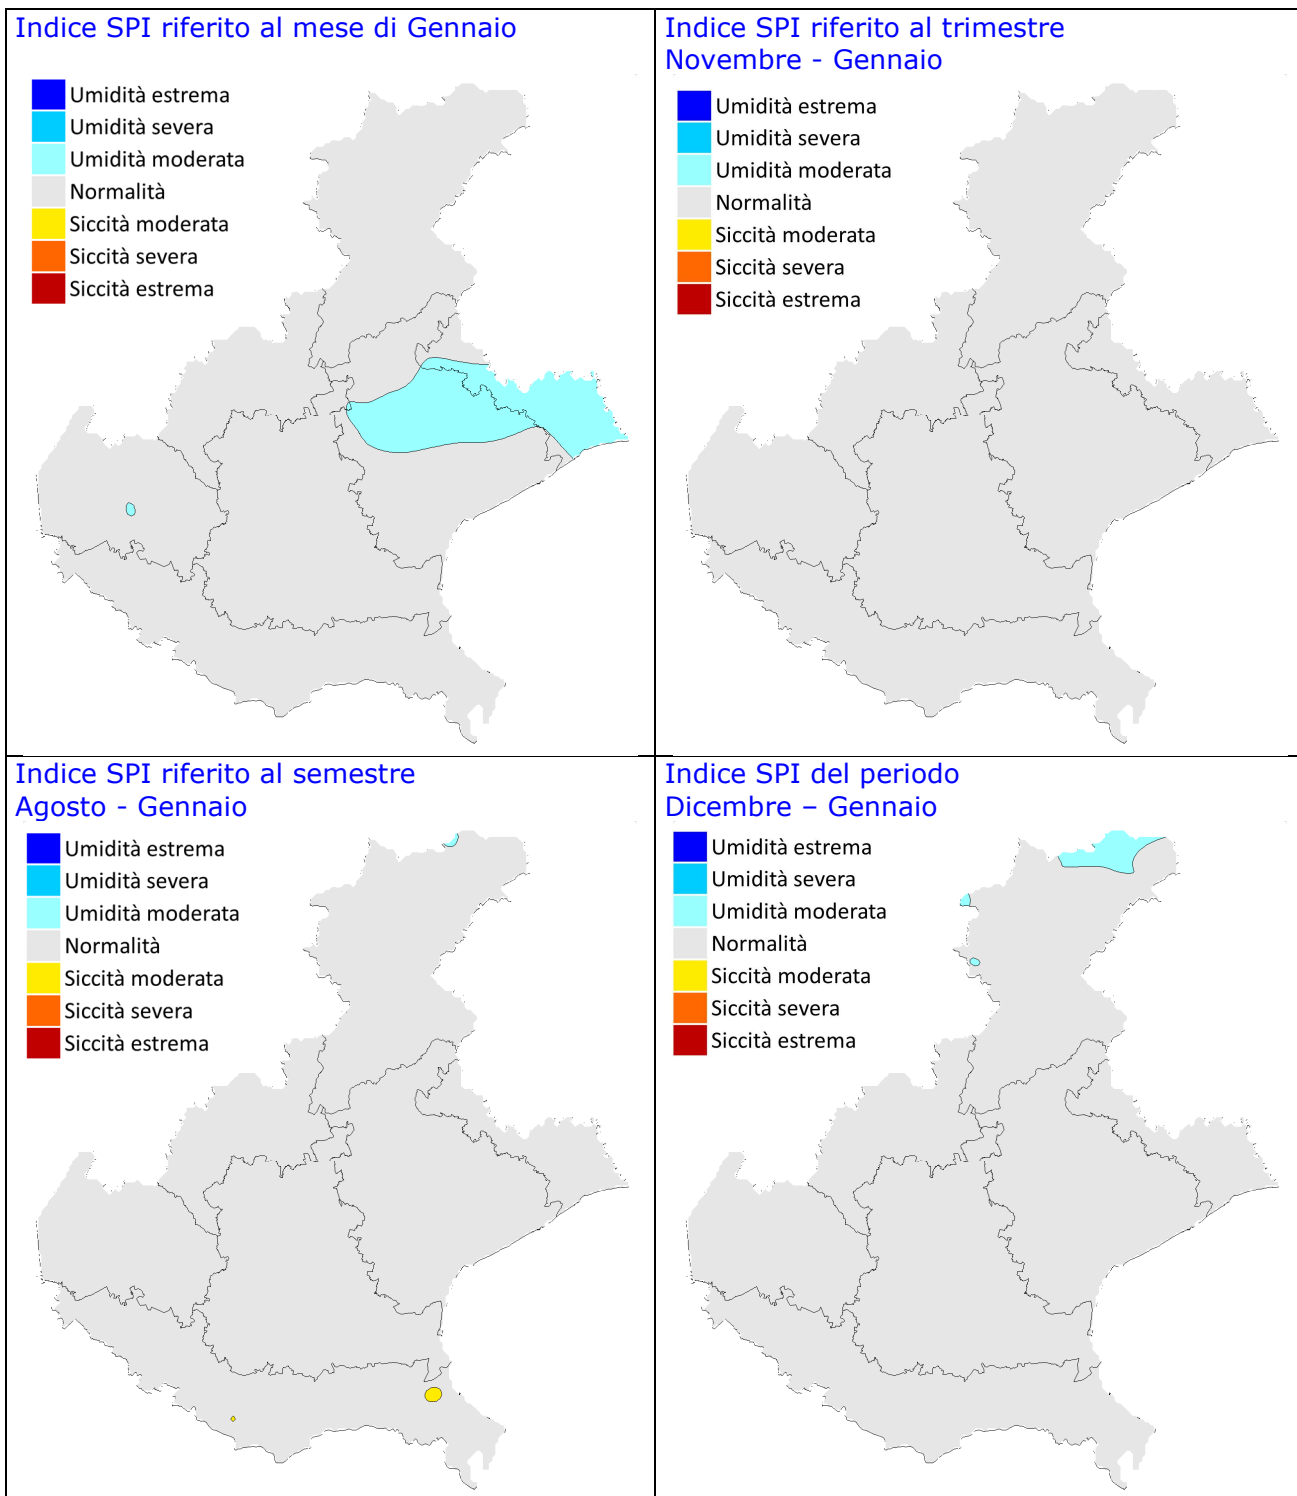 Indice SPI riferito al mese di Gennaio
Umidità estrema
Umidità severa
Umidità moderata
Normalità
Siccità moderata
Siccità severa
Siccità estrema
Indice SPI riferito al trimestre
Novembre - Gennaio
Umidità estrema
Umidità severa
Umidità moderata
Normalità
Siccità moderata
Siccità severa
Siccità estrema
Indice SPI riferito al semestre
Agosto - Gennaio
Umidità estrema
Umidità severa
Umidità moderata
Normalità
Siccità moderata
Siccità severa
Siccità estrema
Indice SPI del periodo
Dicembre – Gennaio
Umidità estrema
Umidità severa
Umidità moderata
Normalità
Siccità moderata
Siccità severa
Siccità estrema